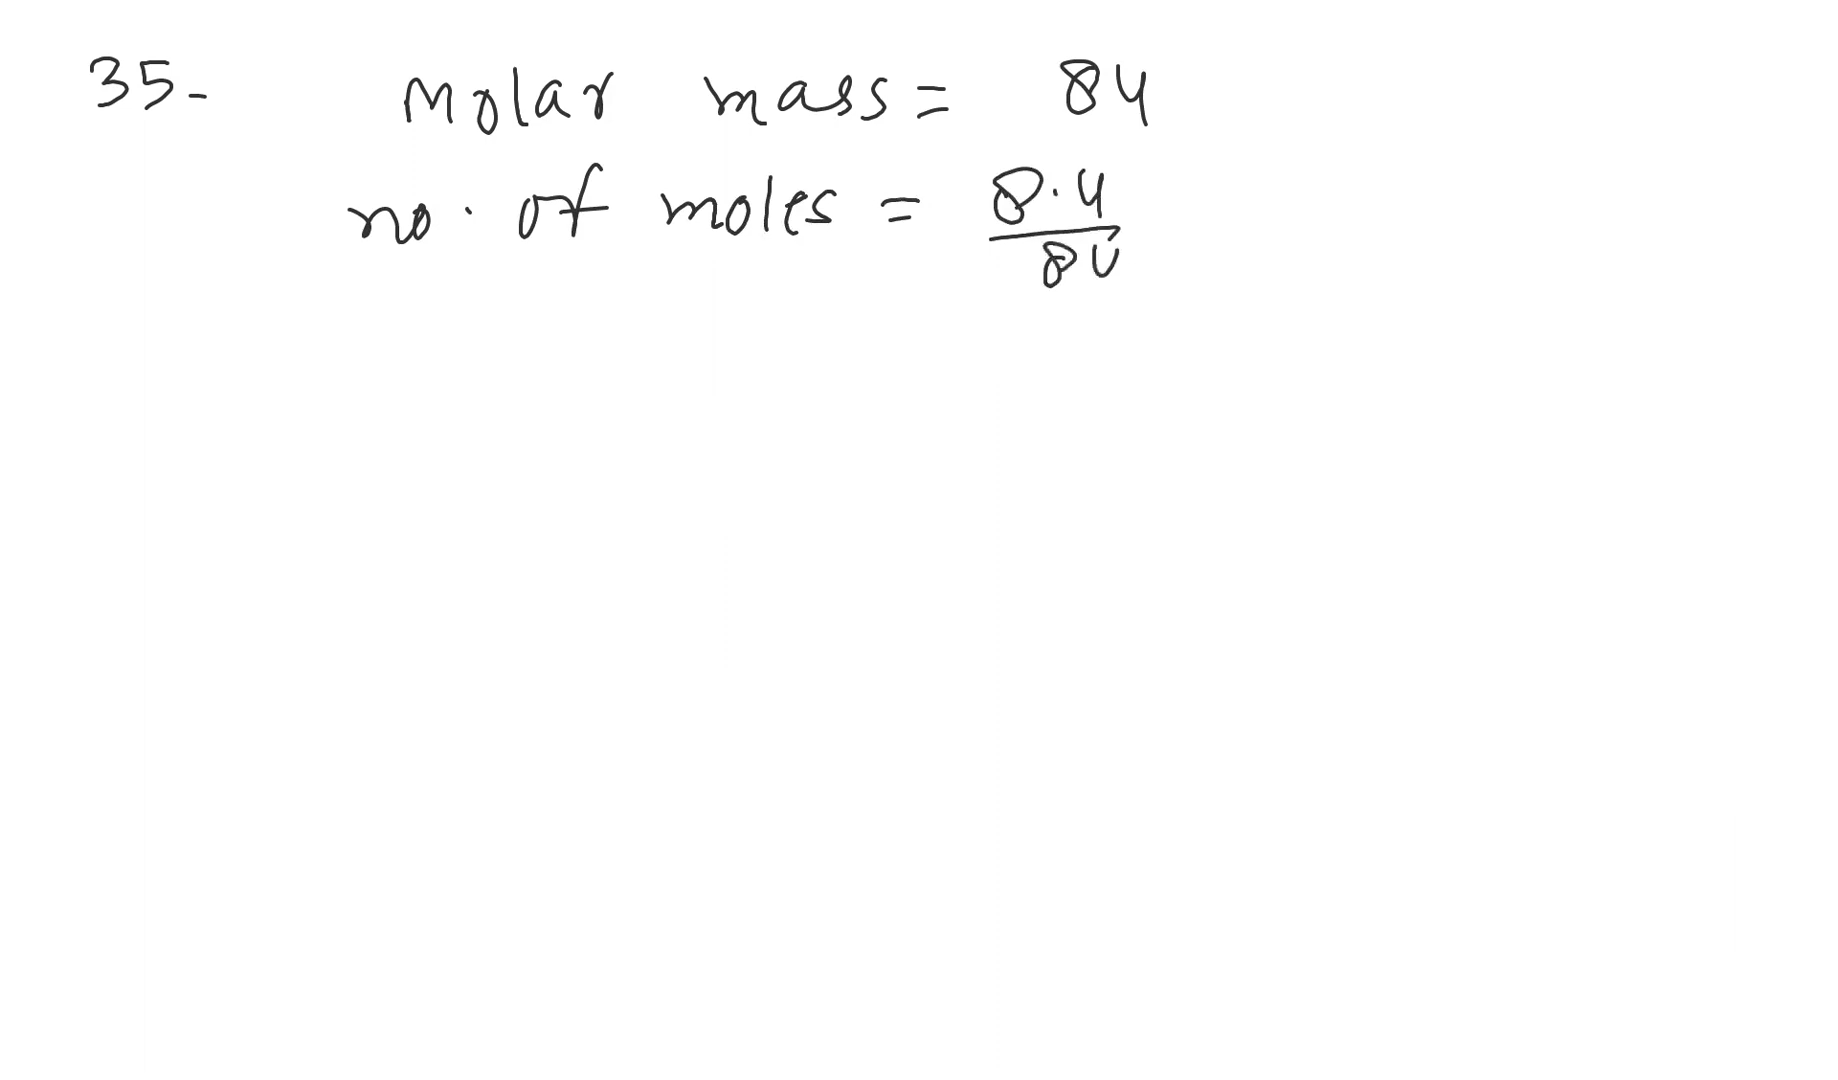 35- Molar mass = 84
no. of moles = 8.4
84